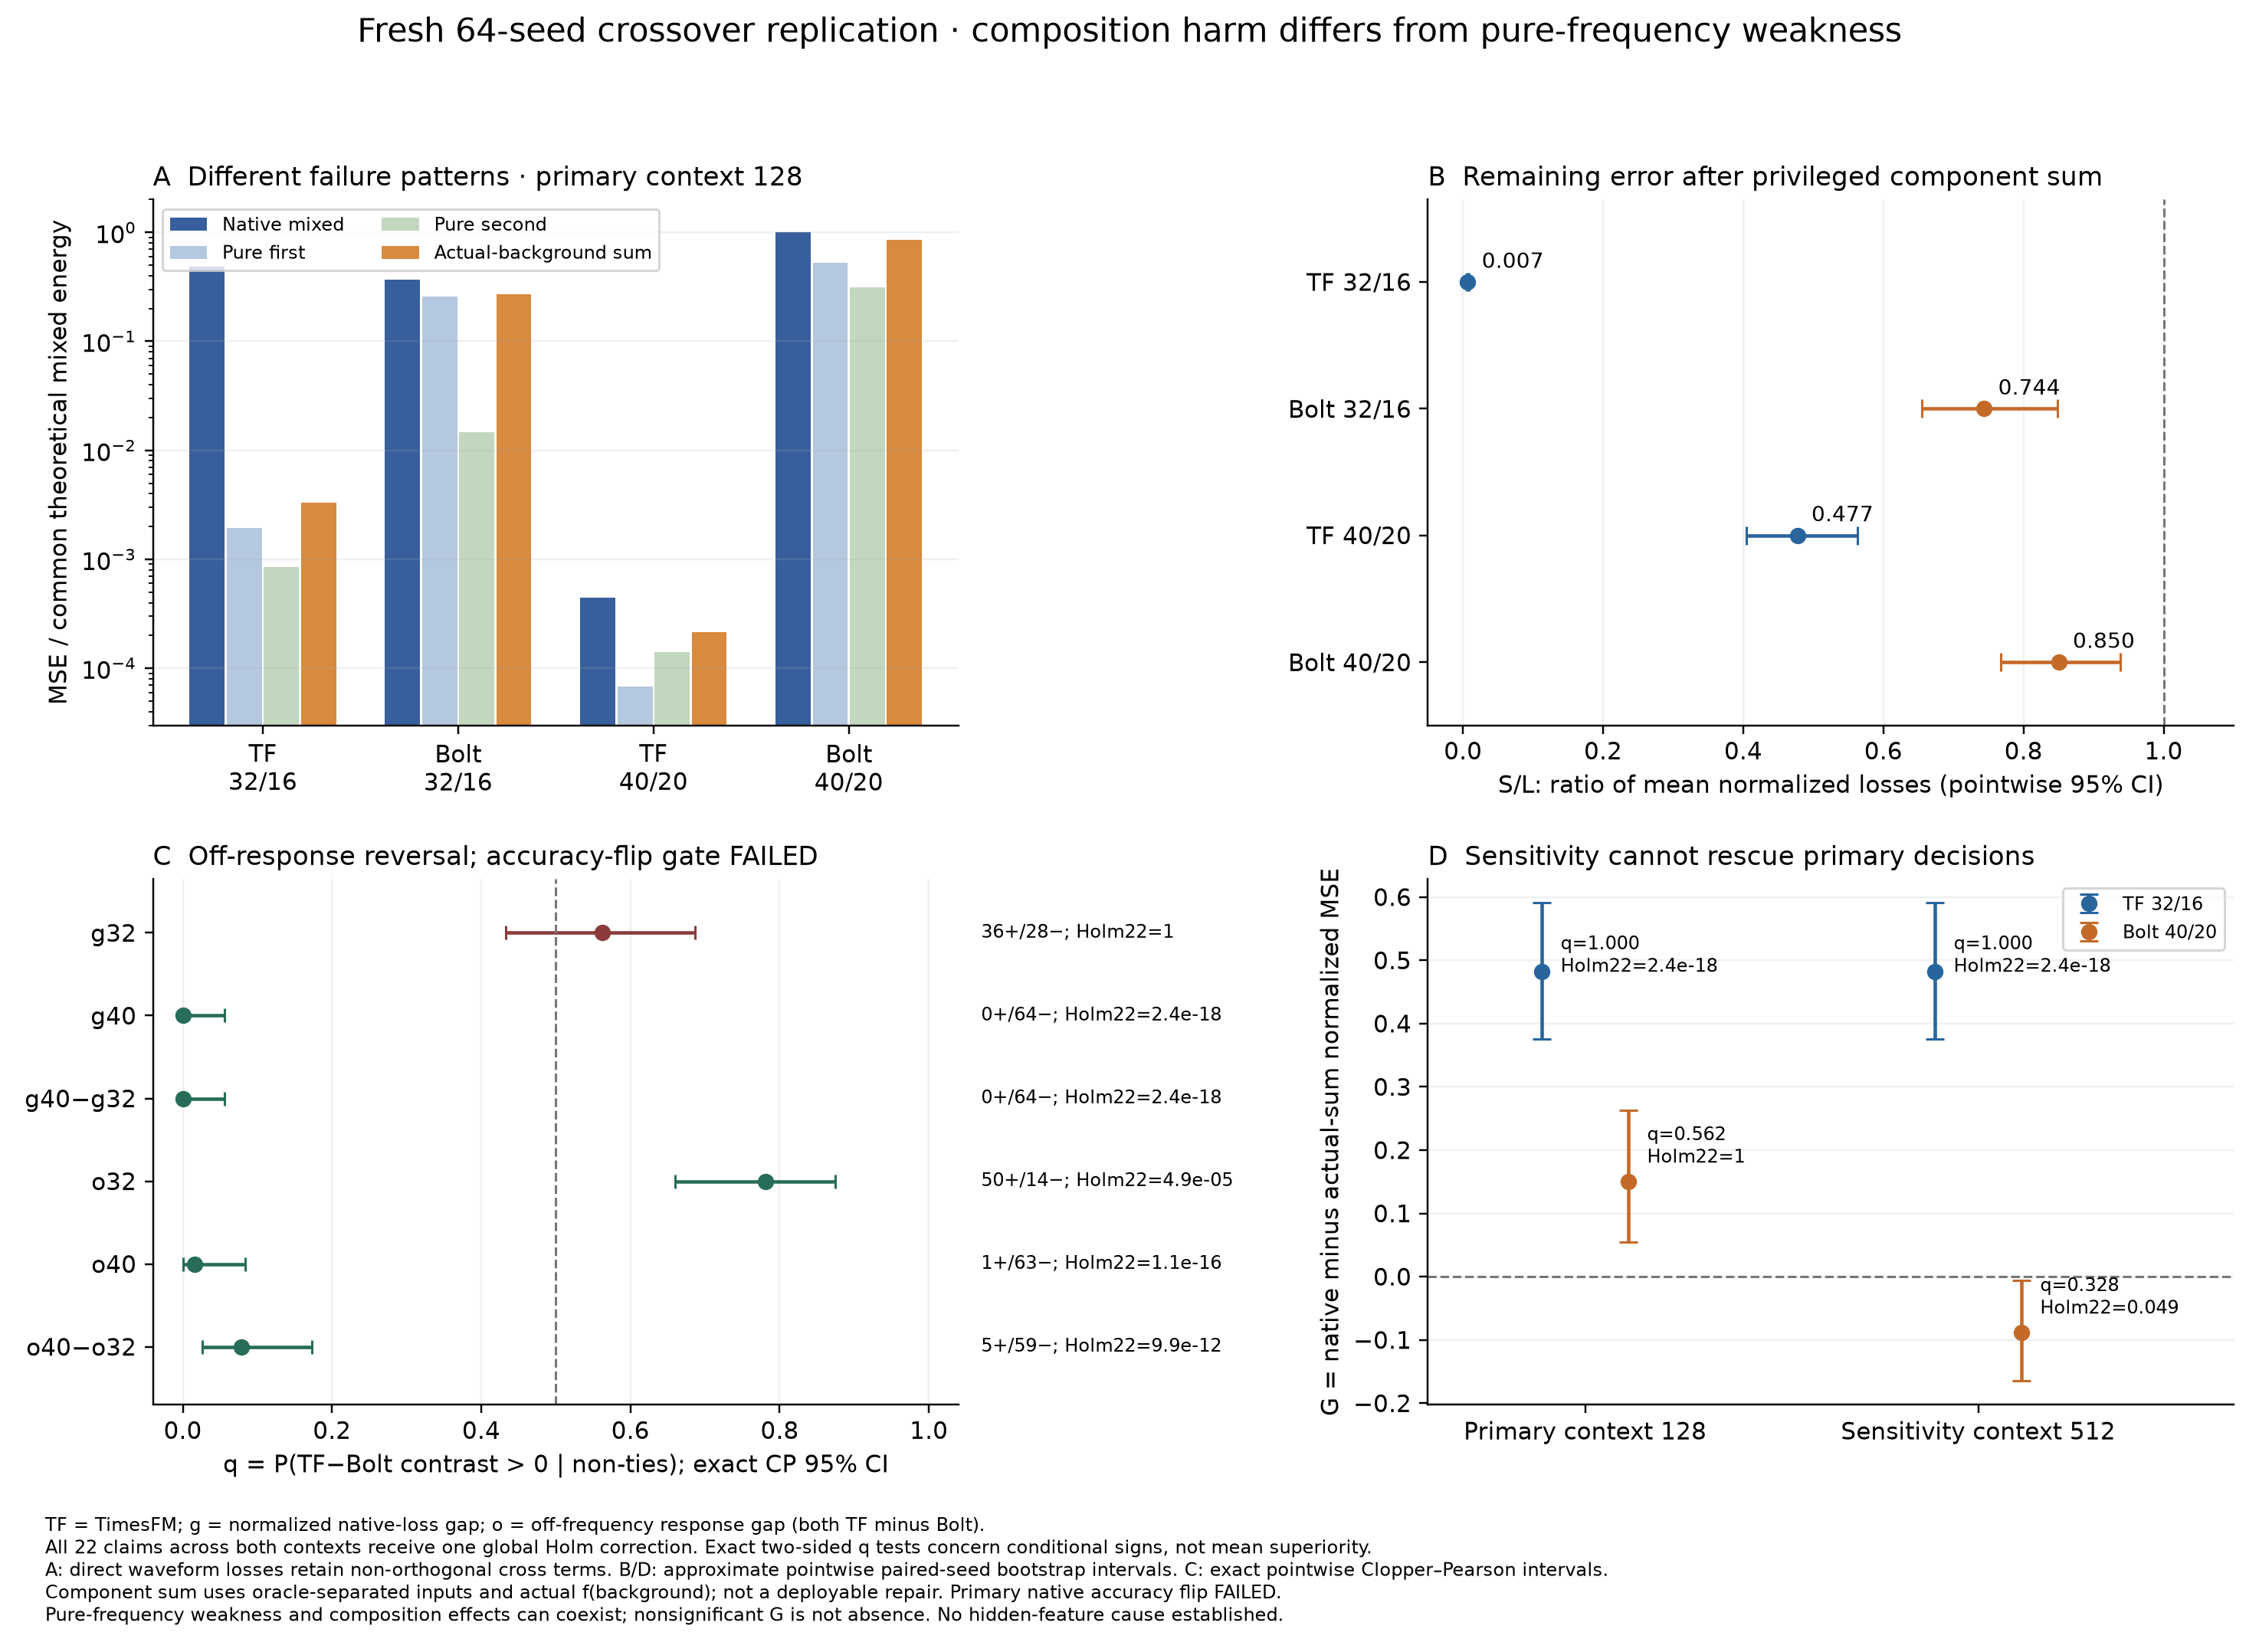 Fresh 64-seed crossover replication · composition harm differs from pure-frequency weakness
A Different failure patterns · primary context 128
MSE / common theoretical mixed energy
10⁰
10⁻¹
10⁻²
10⁻³
10⁻⁴
Native mixed
Pure first
Pure second
Actual-background sum
TF
32/16
Bolt
32/16
TF
40/20
Bolt
40/20
B Remaining error after privileged component sum
TF 32/16
Bolt 32/16
TF 40/20
Bolt 40/20
0.007
0.744
0.477
0.850
0.0 0.2 0.4 0.6 0.8 1.0
S/L: ratio of mean normalized losses (pointwise 95% CI)
C Off-response reversal; accuracy-flip gate FAILED
g32
g40
g40−g32
o32
o40
o40−o32
36+/28−; Holm22=1
0+/64−; Holm22=2.4e-18
0+/64−; Holm22=2.4e-18
50+/14−; Holm22=4.9e-05
1+/63−; Holm22=1.1e-16
5+/59−; Holm22=9.9e-12
0.0 0.2 0.4 0.6 0.8 1.0
q = P(TF−Bolt contrast > 0 | non-ties); exact CP 95% CI
D Sensitivity cannot rescue primary decisions
G = native minus actual-sum normalized MSE
0.6
0.5
0.4
0.3
0.2
0.1
0.0
−0.1
−0.2
TF 32/16
Bolt 40/20
q=1.000
Holm22=2.4e-18
q=1.000
Holm22=2.4e-18
q=0.562
Holm22=1
q=0.328
Holm22=0.049
Primary context 128
Sensitivity context 512
TF = TimesFM; g = normalized native-loss gap; o = off-frequency response gap (both TF minus Bolt).
All 22 claims across both contexts receive one global Holm correction. Exact two-sided q tests concern conditional signs, not mean superiority.
A: direct waveform losses retain non-orthogonal cross terms. B/D: approximate pointwise paired-seed bootstrap intervals. C: exact pointwise Clopper–Pearson intervals.
Component sum uses oracle-separated inputs and actual f(background); not a deployable repair. Primary native accuracy flip FAILED.
Pure-frequency weakness and composition effects can coexist; nonsignificant G is not absence. No hidden-feature cause established.